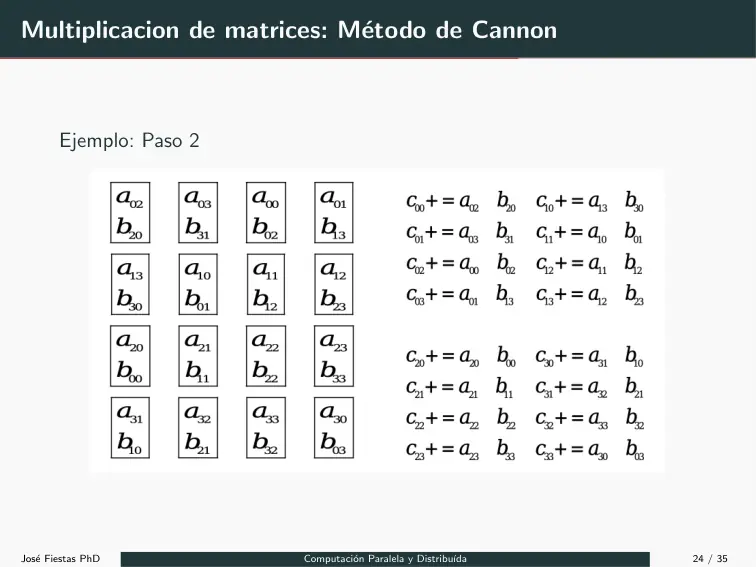 Multiplicacion de matrices: Método de Cannon
Ejemplo: Paso 2
a02 a03 a00 a01
b20 b31 b02 b13
a13 a10 a11 a12
b30 b01 b12 b23
a20 a21 a22 a23
b00 b11 b22 b33
a31 a32 a33 a30
b10 b21 b32 b03
c00+=a02 b20 c10+=a13 b30
c01+=a03 b31 c11+=a10 b01
c02+=a00 b02 c12+=a11 b12
c03+=a01 b13 c13+=a12 b23
c20+=a20 b00 c30+=a31 b10
c21+=a21 b11 c31+=a32 b21
c22+=a22 b22 c32+=a33 b32
c23+=a23 b33 c33+=a30 b03
José Fiestas PhD Computación Paralela y Distribuída 24 / 35